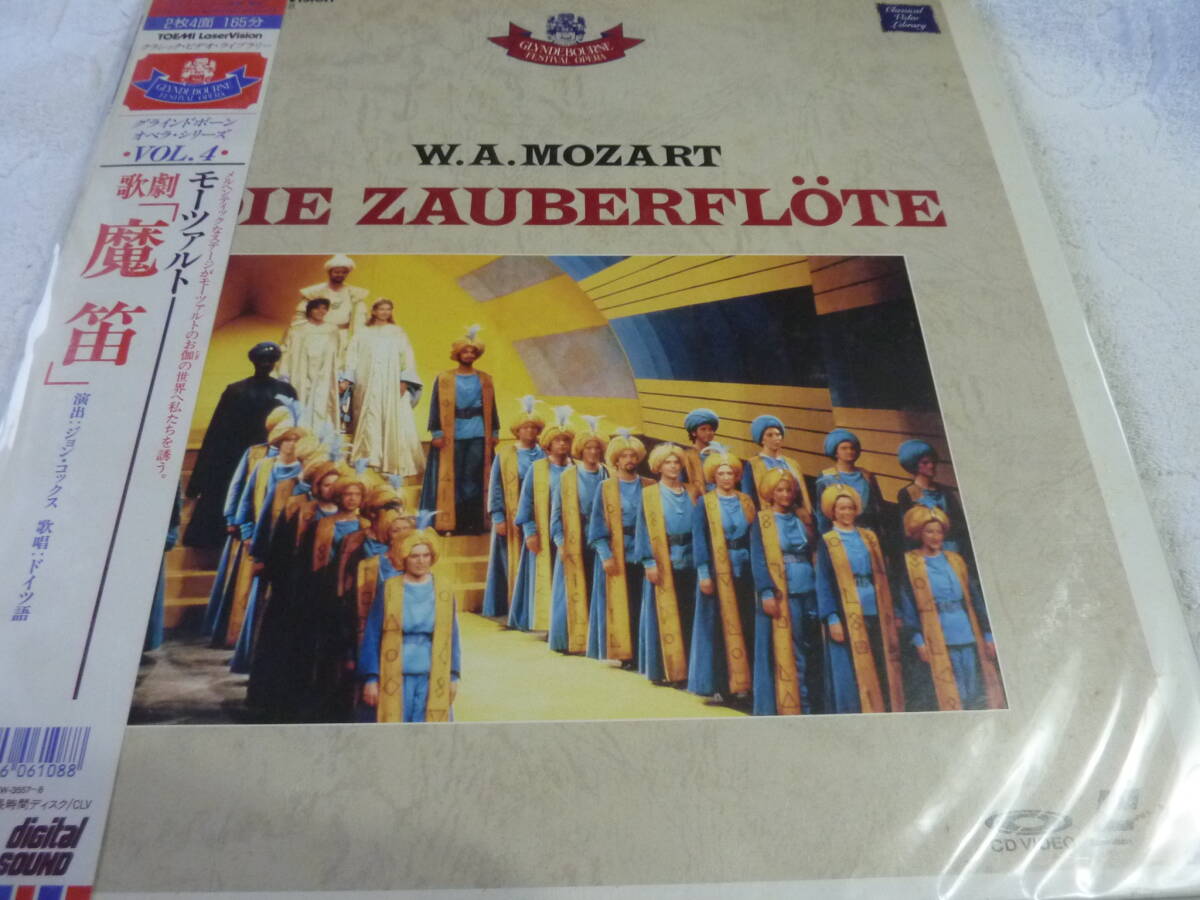 2枚4面 165分
TOEMI LaserVision
クラシック・ビデオ・ライブラリー
GLYNDEBOURNE
FESTIVAL OPERA
グラインドボーン
オペラ・シリーズ
・VOL.4・
メルヘンティックなステージがモーツァルトのお伽の世界へ私たちを誘う。
モーツァルト
歌劇
「魔笛」
演出:ジョン・コックス 歌唱:ドイツ語
6 061088
W-3557~8
長時間ディスク/CLV
digital
SOUND
GLYNDEBOURNE
FESTIVAL OPERA
Classical
Video
Library
W.A.MOZART
DIE ZAUBERFLÖTE
CD VIDEO